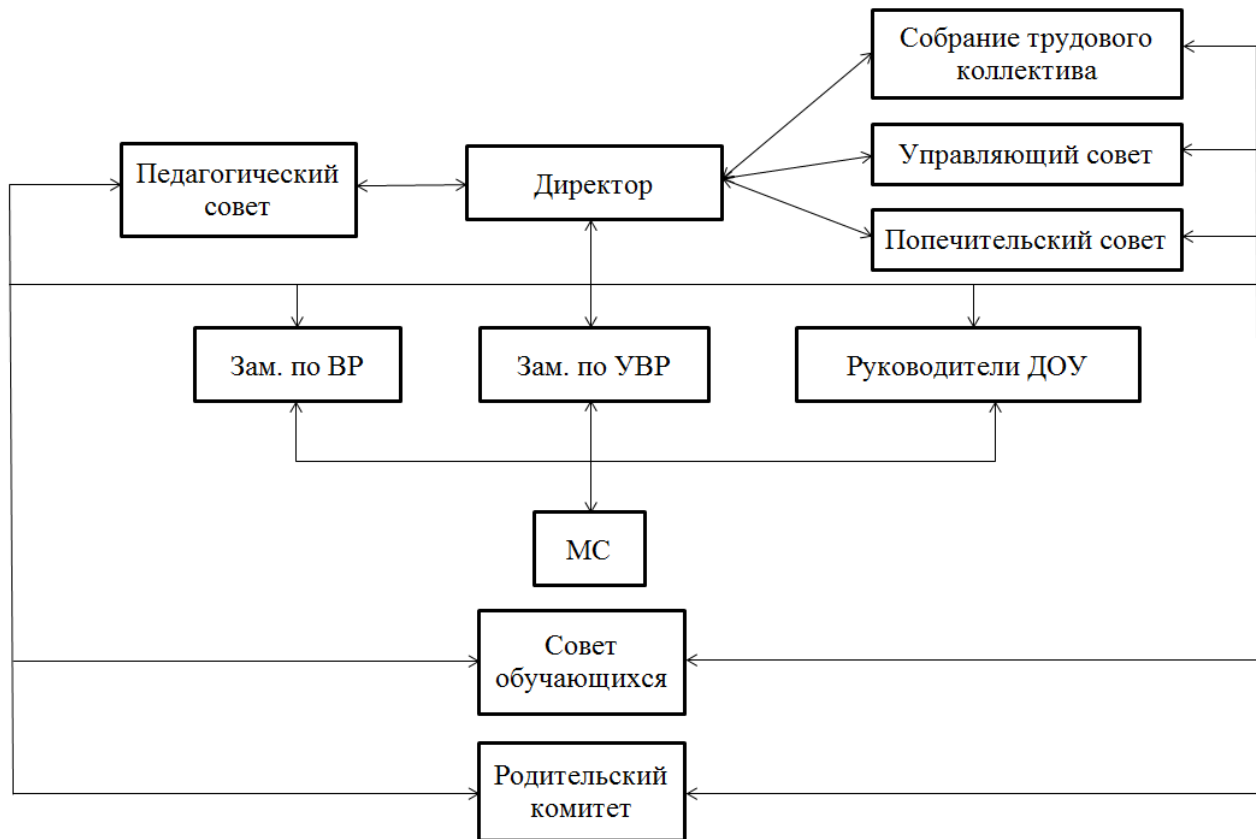 Собрание трудового
коллектива
Педагогический
совет
Директор
Управляющий совет
Попечительский совет
Зам. по ВР
Зам. по УВР
Руководители ДОУ
МС
Совет
обучающихся
Родительский
комитет